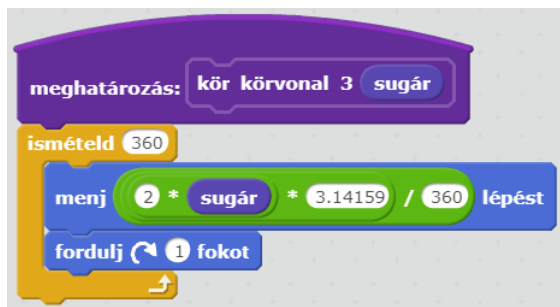 meghatározás: kör körvonal 3 sugár
ismételd 360
menj 2 * sugár * 3.14159 / 360 lépést
fordulj ↻ 1 fokot